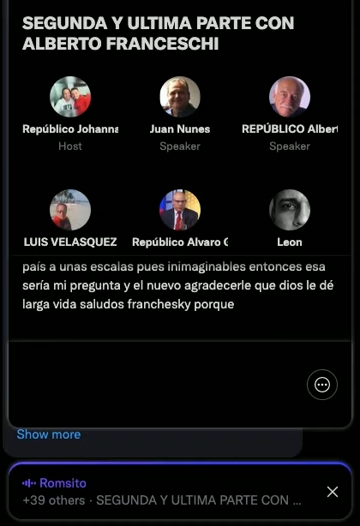 SEGUNDA Y ULTIMA PARTE CON
ALBERTO FRANCESCHI
Repúblico Johanna
Juan Nunes
REPÚBLICO Albert
Host
Speaker
Speaker
LUIS VELASQUEZ
Repúblico Alvaro G
Leon
país a unas escalas pues inimaginables entonces esa
sería mi pregunta y el nuevo agradecerle que dios le dé
larga vida saludos franchesky porque
Show more
Romsito
+39 others · SEGUNDA Y ULTIMA PARTE CON ...